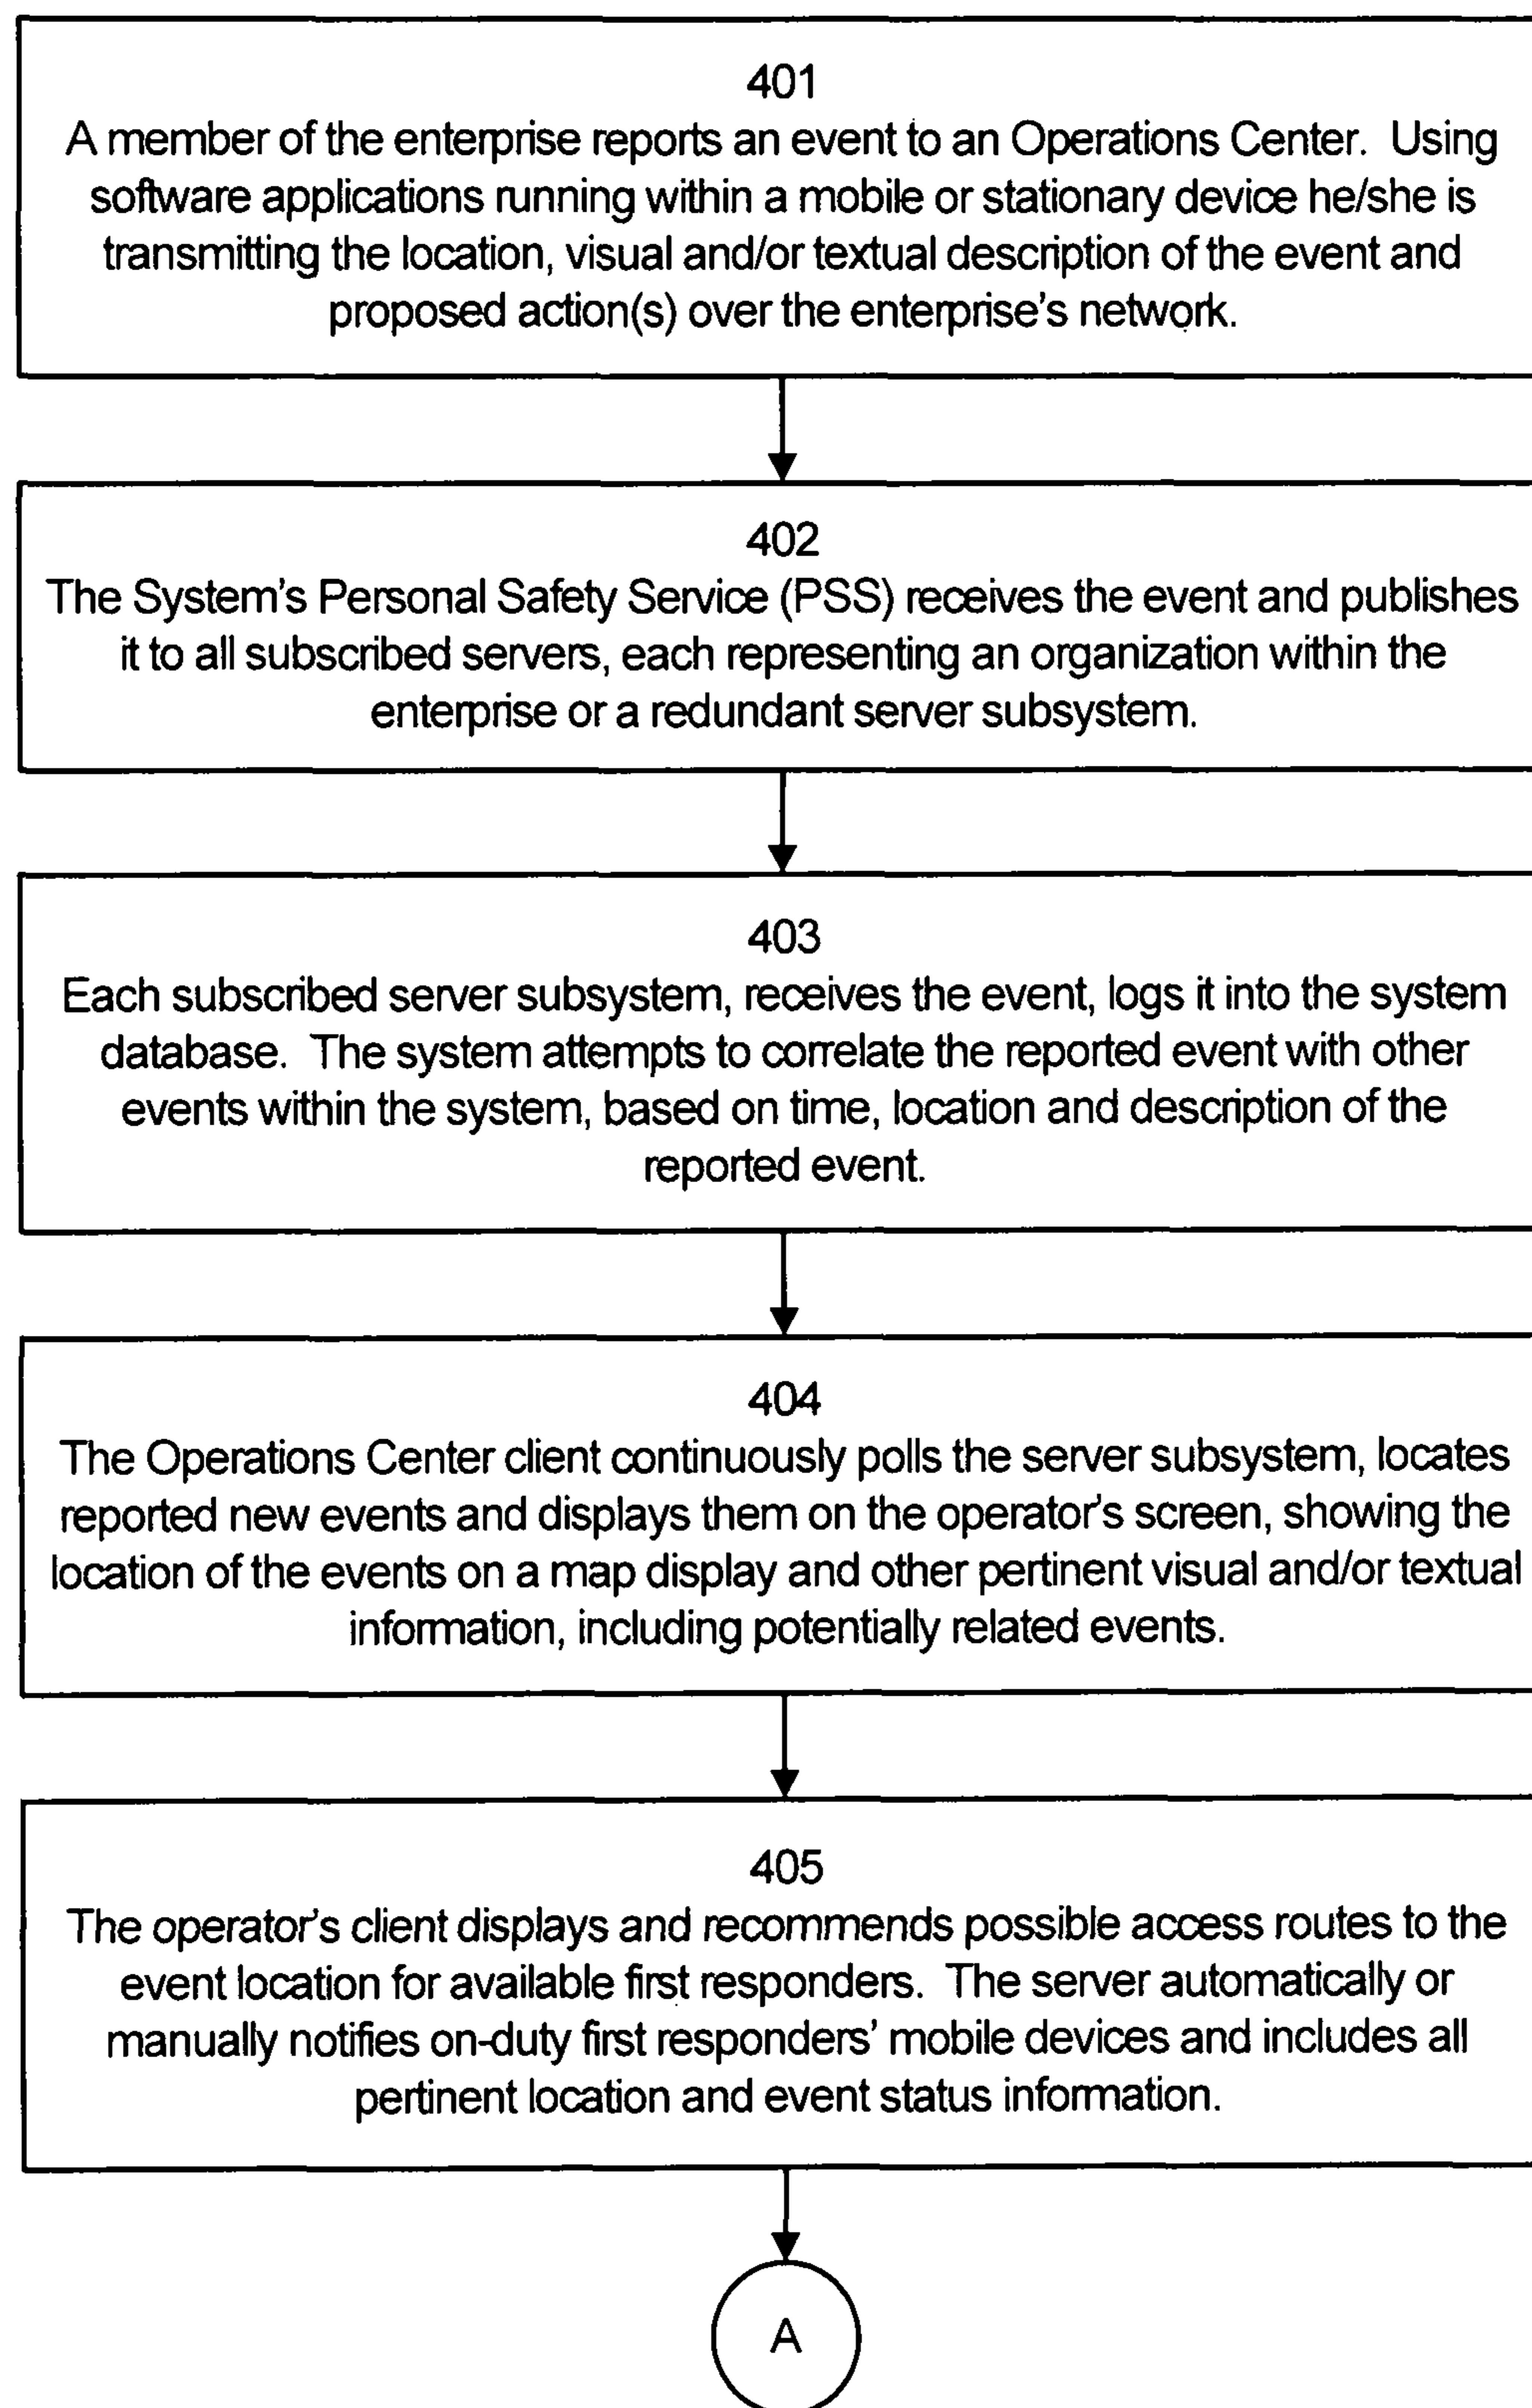 401
A member of the enterprise reports an event to an Operations Center. Using
software applications running within a mobile or stationary device he/she is
transmitting the location, visual and/or textual description of the event and
proposed action(s) over the enterprise's network.
402
The System's Personal Safety Service (PSS) receives the event and publishes
it to all subscribed servers, each representing an organization within the
enterprise or a redundant server subsystem.
403
Each subscribed server subsystem, receives the event, logs it into the system
database. The system attempts to correlate the reported event with other
events within the system, based on time, location and description of the
reported event.
404
The Operations Center client continuously polls the server subsystem, locates
reported new events and displays them on the operator's screen, showing the
location of the events on a map display and other pertinent visual and/or textual
information, including potentially related events.
405
The operator's client displays and recommends possible access routes to the
event location for available first responders. The server automatically or
manually notifies on-duty first responders' mobile devices and includes all
pertinent location and event status information.
A